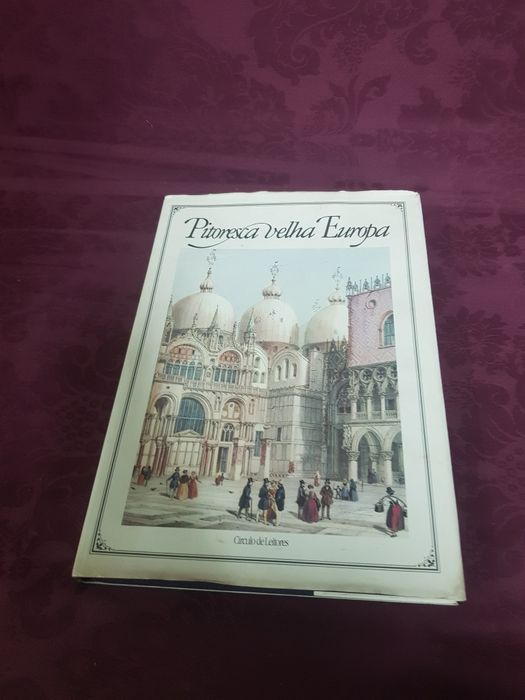 Pitoresca velha Europa
Círculo de Leitores